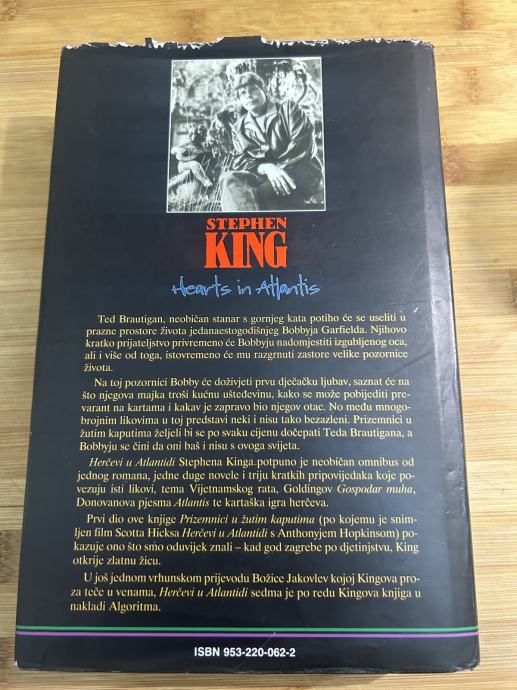 STEPHEN
KING
Hearts in Atlantis
Ted Brautigan, neobičan stanar s gornjeg kata potiho će se useliti u
prazne prostore života jedanaestogodišnjeg Bobbyja Garfielda. Njihovo
kratko prijateljstvo privremeno će Bobbyju nadomjestiti izgubljenog oca,
ali i više od toga, istovremeno će mu razgrnuti zastore velike pozornice
života.
Na toj pozornici Bobby će doživjeti prvu dječačku ljubav, saznat će na
što njegova majka troši kućnu ušteđevinu, kako se može pobijediti pre-
varant na kartama i kakav je zapravo bio njegov otac. No među mnogo-
brojnim likovima u toj predstavi neki i nisu tako bezazleni. Prizemnici u
žutim kaputima željeli bi se po svaku cijenu dočepati Teda Brautigana, a
Bobbyju se čini da oni baš i nisu s ovoga svijeta.
Herčevi u Atlantidi Stephena Kinga potpuno je neobičan omnibus od
jednog romana, jedne duge novele i triju kratkih pripovijedaka koje po-
vezuju isti likovi, tema Vijetnamskog rata, Goldingov Gospodar muha,
Donovanova pjesma Atlantis te kartaška igra herčeva.
Prvi dio ove knjige Prizemnici u žutim kaputima (po kojemu je snim-
ljen film Scotta Hicksa Herčevi u Atlantidi s Anthonyjem Hopkinsom) po-
kazuje ono što smo oduvijek znali – kad god zagrebe po djetinjstvu, King
otkrije zlatnu žicu.
U još jednom vrhunskom prijevodu Božice Jakovlev kojoj Kingova pro-
za teče u venama, Herčevi u Atlantidi sedma je po redu Kingova knjiga u
nakladi Algoritma.
ISBN 953-220-062-2